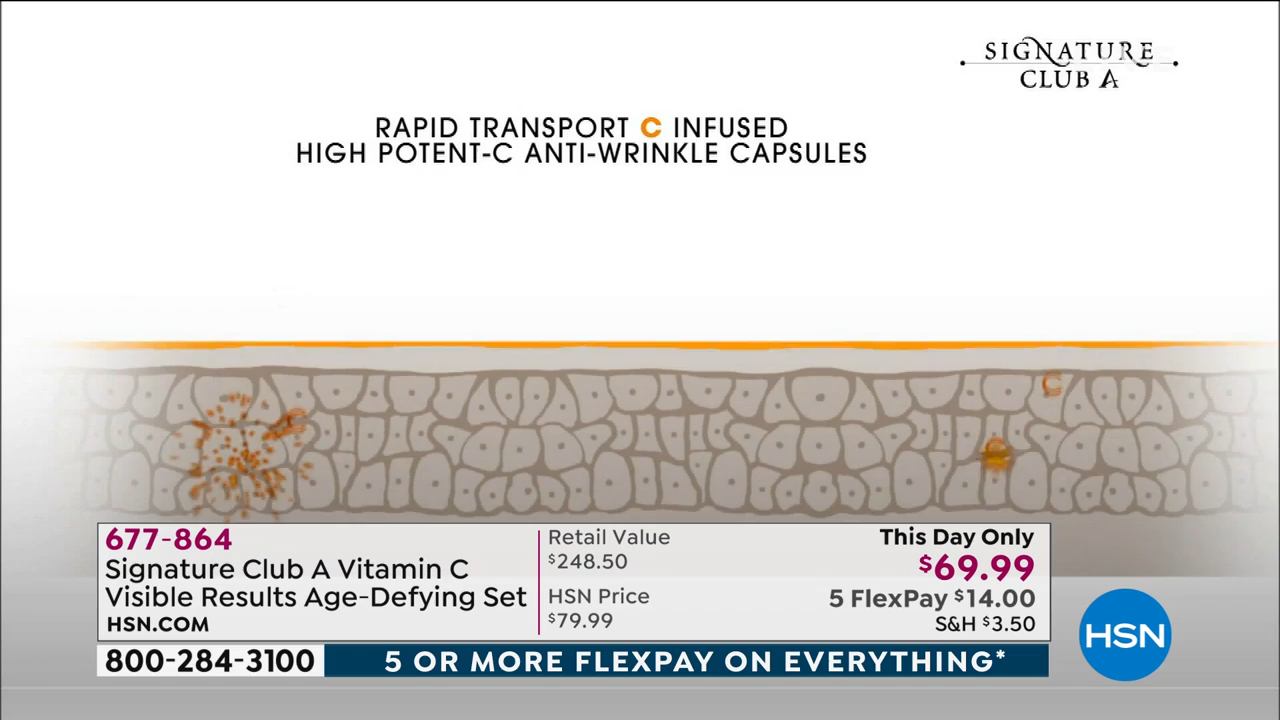 SIGNATURE
CLUB A
RAPID TRANSPORT C INFUSED
HIGH POTENT-C ANTI-WRINKLE CAPSULES
C
677-864
Signature Club A Vitamin C
Visible Results Age-Defying Set
HSN.COM
Retail Value
$248.50
HSN Price
$79.99
This Day Only
$69.99
5 FlexPay $14.00
S&H $3.50
HSN
800-284-3100
5 OR MORE FLEXPAY ON EVERYTHING*